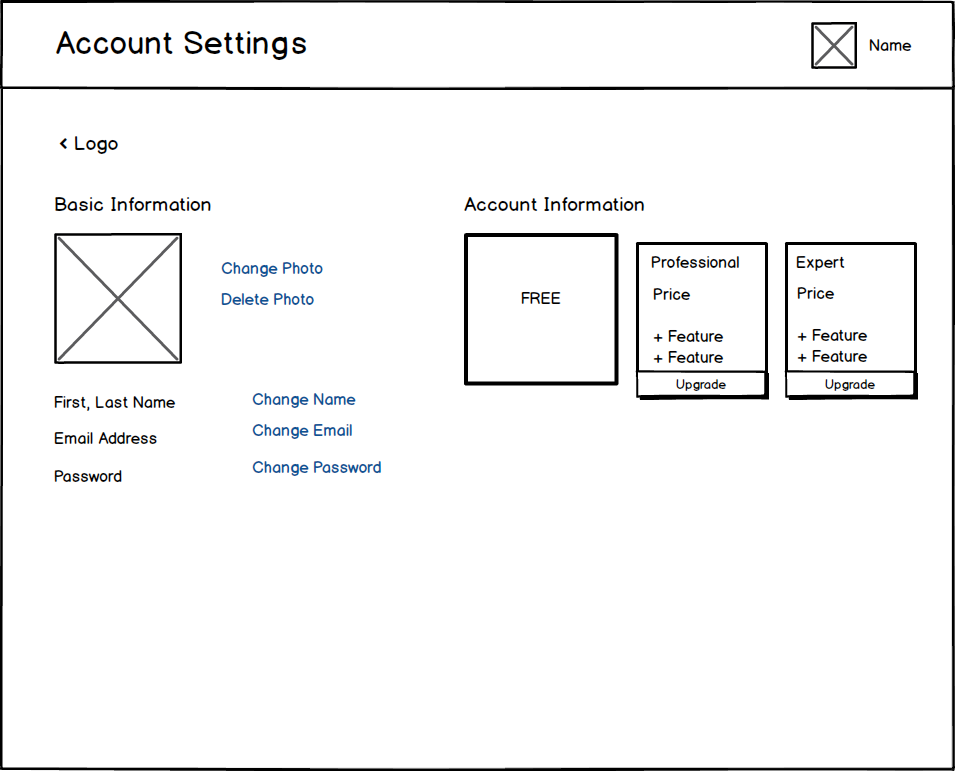 Account Settings
Name
< Logo
Basic Information
Change Photo
Delete Photo
First, Last Name
Change Name
Email Address
Change Email
Password
Change Password
Account Information
FREE
Professional
Price
+ Feature
+ Feature
Upgrade
Expert
Price
+ Feature
+ Feature
Upgrade